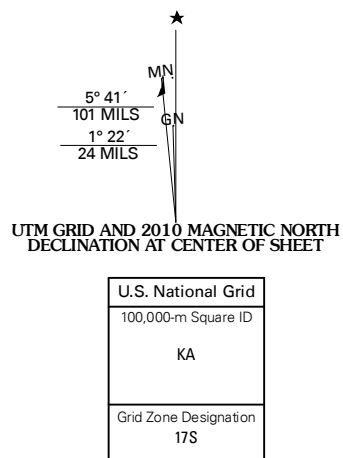 ★
MN.
5° 41´
101 MILS
GN
1° 22´
24 MILS
UTM GRID AND 2010 MAGNETIC NORTH
DECLINATION AT CENTER OF SHEET
U.S. National Grid
100,000-m Square ID
KA
Grid Zone Designation
17S